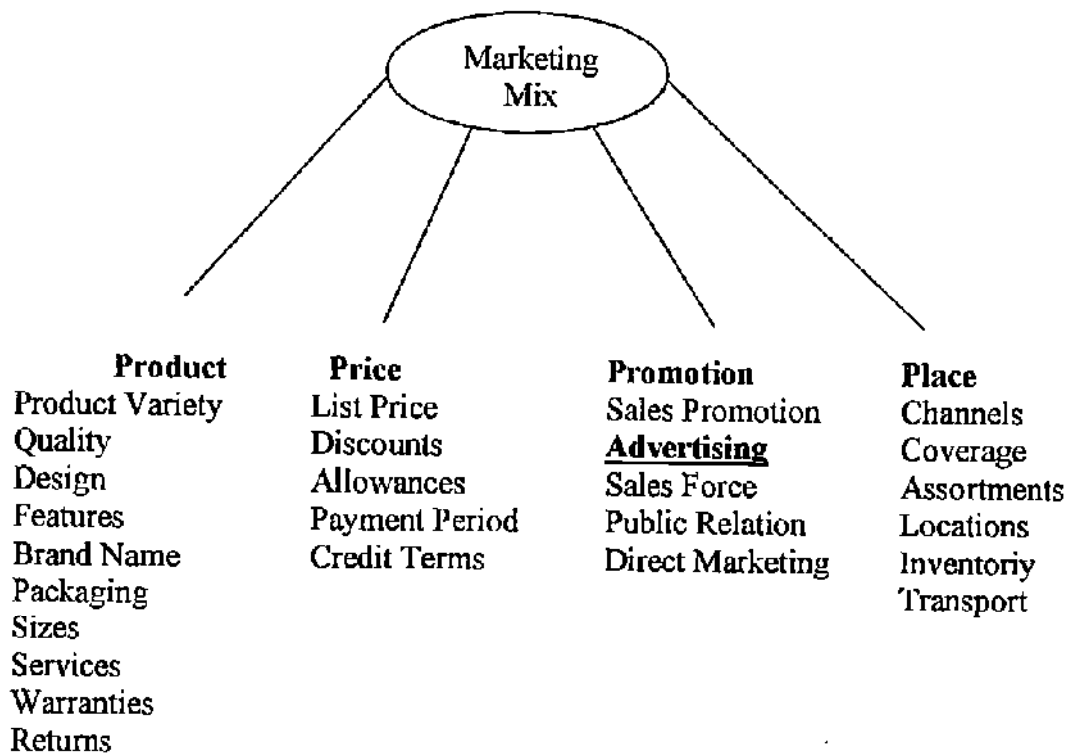 Marketing
Mix
Product
Product Variety
Quality
Design
Features
Brand Name
Packaging
Sizes
Services
Warranties
Returns
Price
List Price
Discounts
Allowances
Payment Period
Credit Terms
Promotion
Sales Promotion
Advertising
Sales Force
Public Relation
Direct Marketing
Place
Channels
Coverage
Assortments
Locations
Inventoriy
Transport